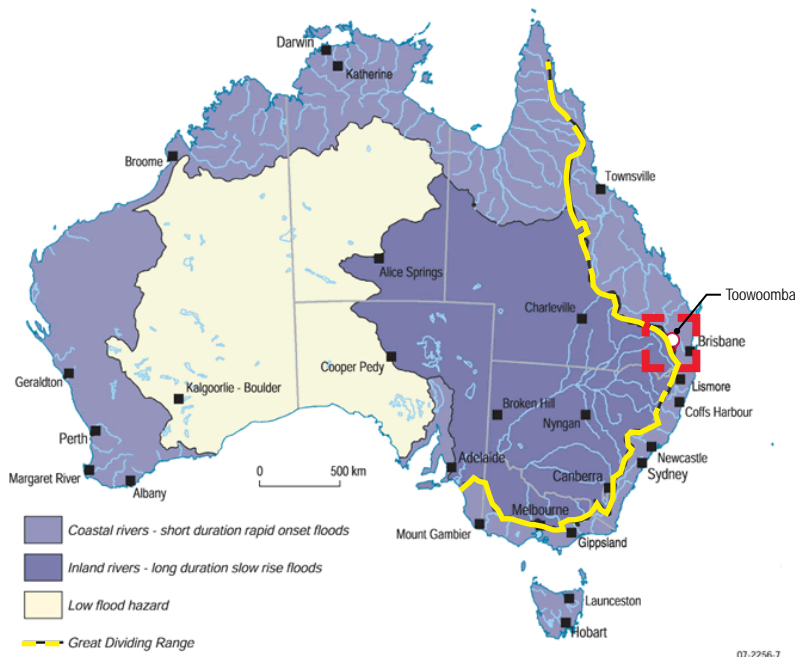 Darwin
Katherine
Broome
Townsville
Alice Springs
Toowoomba
Charleville
Brisbane
Cooper Pedy
Geraldton
Kalgoorlie - Boulder
Lismore
Broken Hill
Coffs Harbour
Nyngan
Perth
0 500 km
Adelaide
Newcastle
Sydney
Margaret River
Canberra
Albany
Melbourne
Mount Gambier
Gippsland
Coastal rivers - short duration rapid onset floods
Inland rivers - long duration slow rise floods
Low flood hazard
Launceston
Hobart
Great Dividing Range
07-2256-7